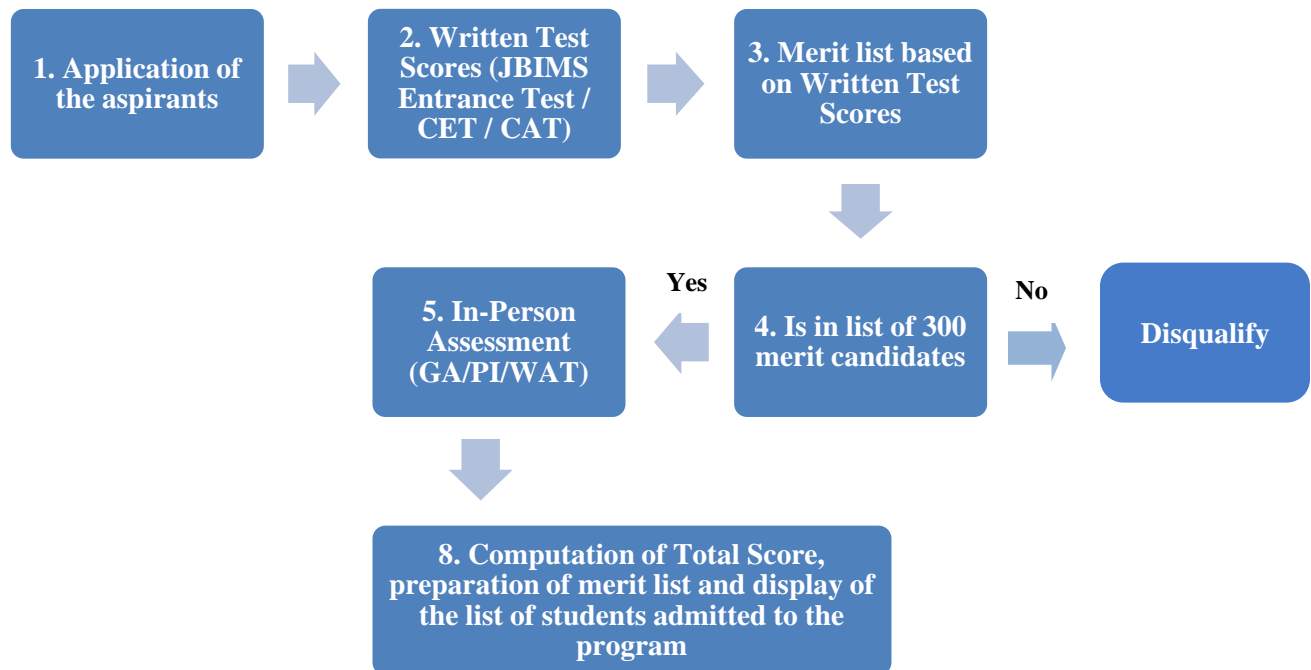 1. Application of
the aspirants
2. Written Test
Scores (JBIMS
Entrance Test /
CET / CAT)
3. Merit list based
on Written Test
Scores
Yes
5. In-Person
Assessment
(GA/PI/WAT)
4. Is in list of 300
merit candidates
No
Disqualify
8. Computation of Total Score,
preparation of merit list and display of
the list of students admitted to the
program